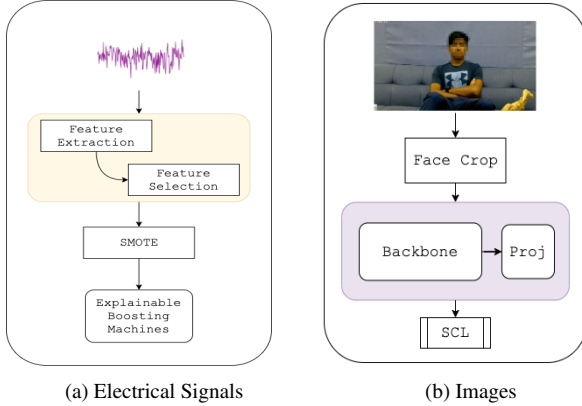 Feature
Extraction
Feature
Selection
SMOTE
Explainable
Boosting
Machines
(a) Electrical Signals
Face Crop
Backbone
Proj
SCL
(b) Images